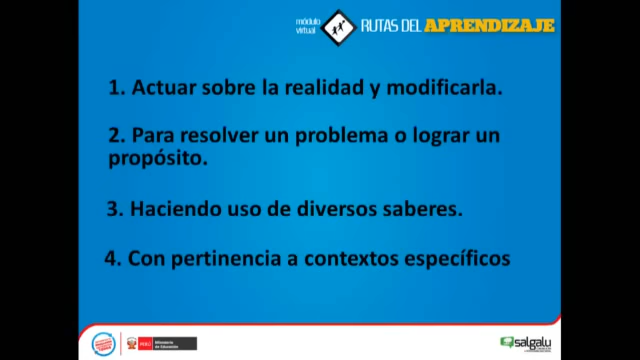 módulo virtual RUTAS DEL APRENDIZAJE
1. Actuar sobre la realidad y modificarla.
2. Para resolver un problema o lograr un
propósito.
3. Haciendo uso de diversos saberes.
4. Con pertinencia a contextos específicos
PERÚ Ministerio de Educación
salgalu